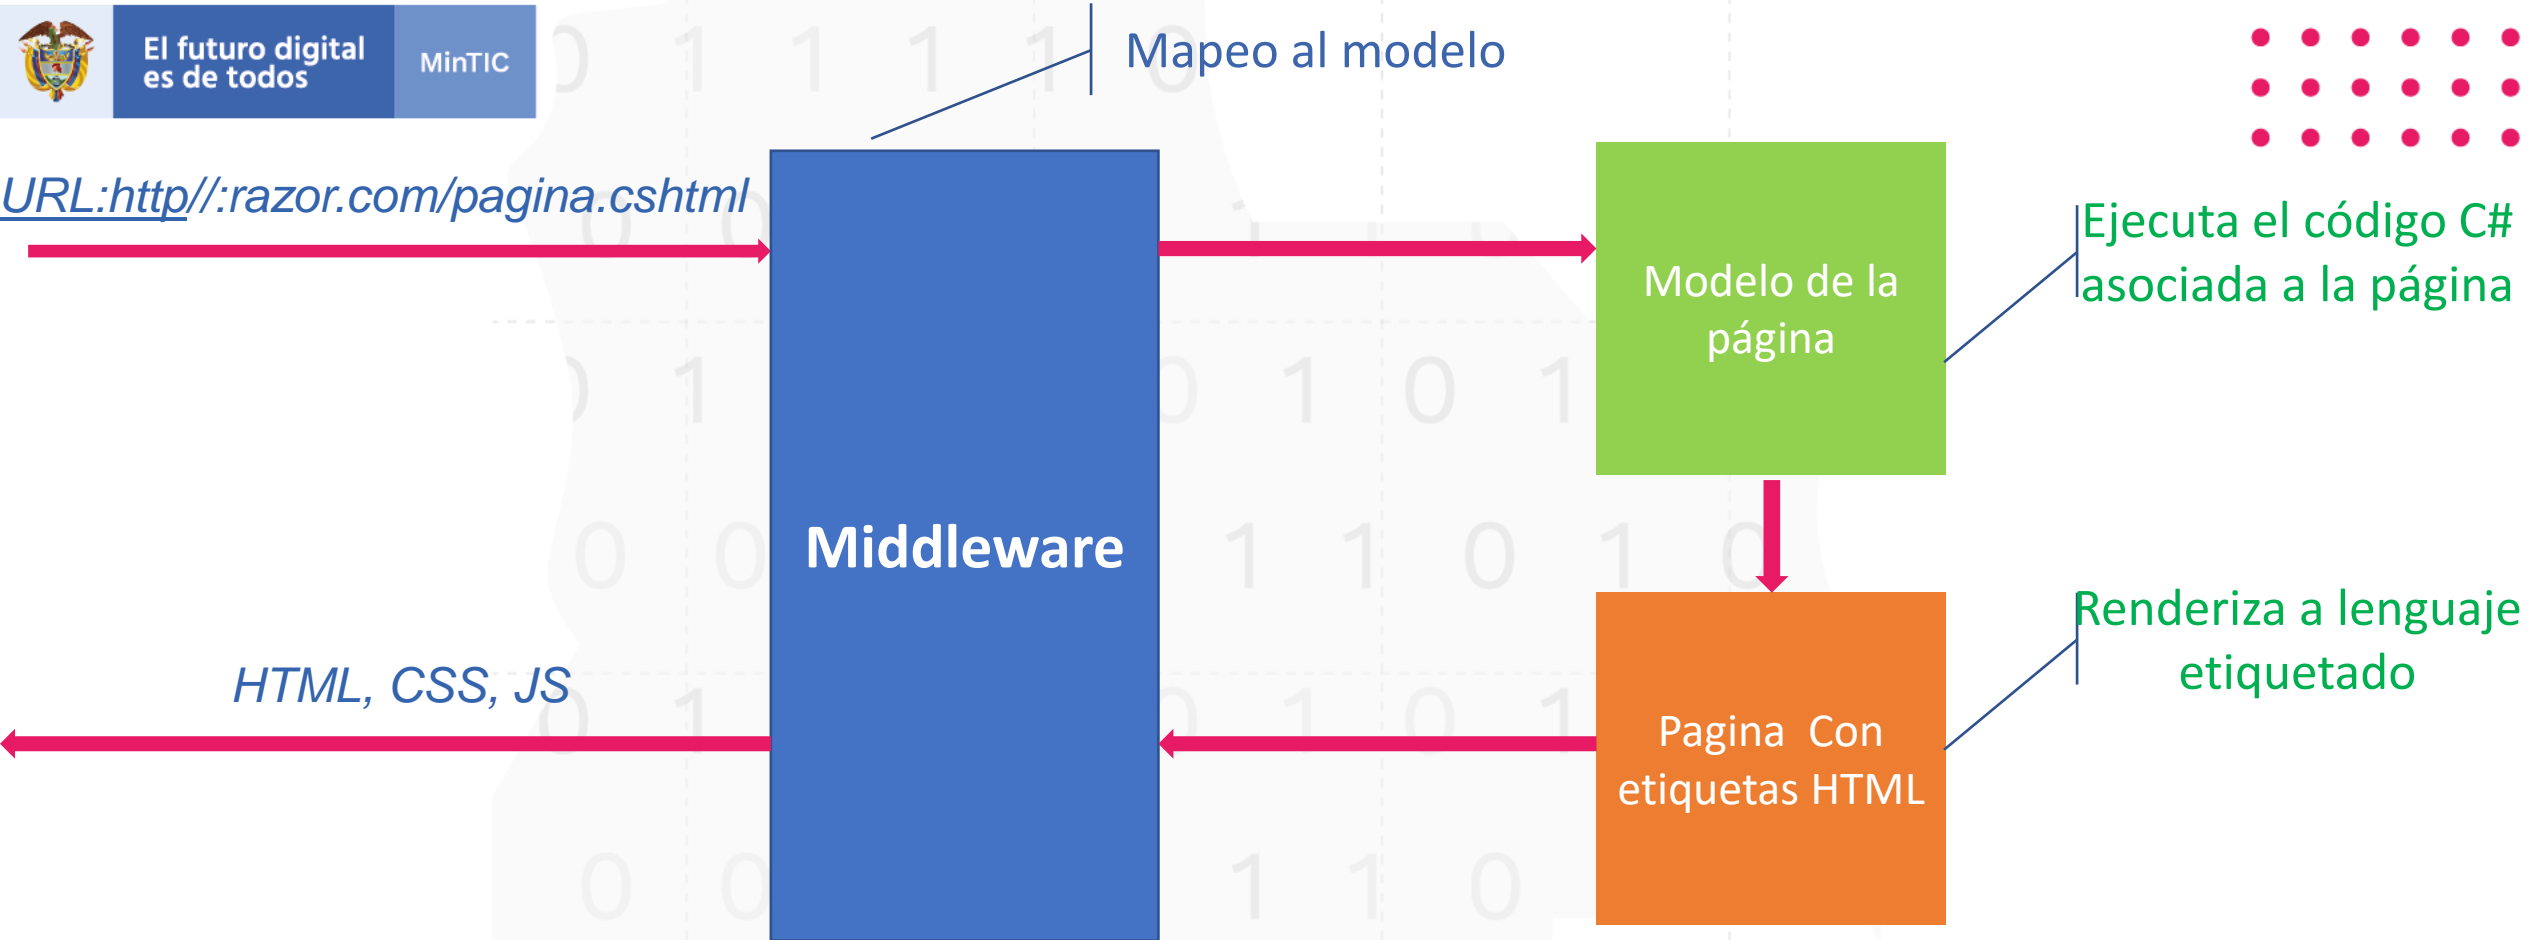 El futuro digital
es de todos
MinTIC
Mapeo al modelo
URL:http//:razor.com/pagina.cshtml
Modelo de la
página
Ejecuta el código C#
asociada a la página
Middleware
HTML, CSS, JS
Pagina  Con
etiquetas HTML
Renderiza a lenguaje
etiquetado